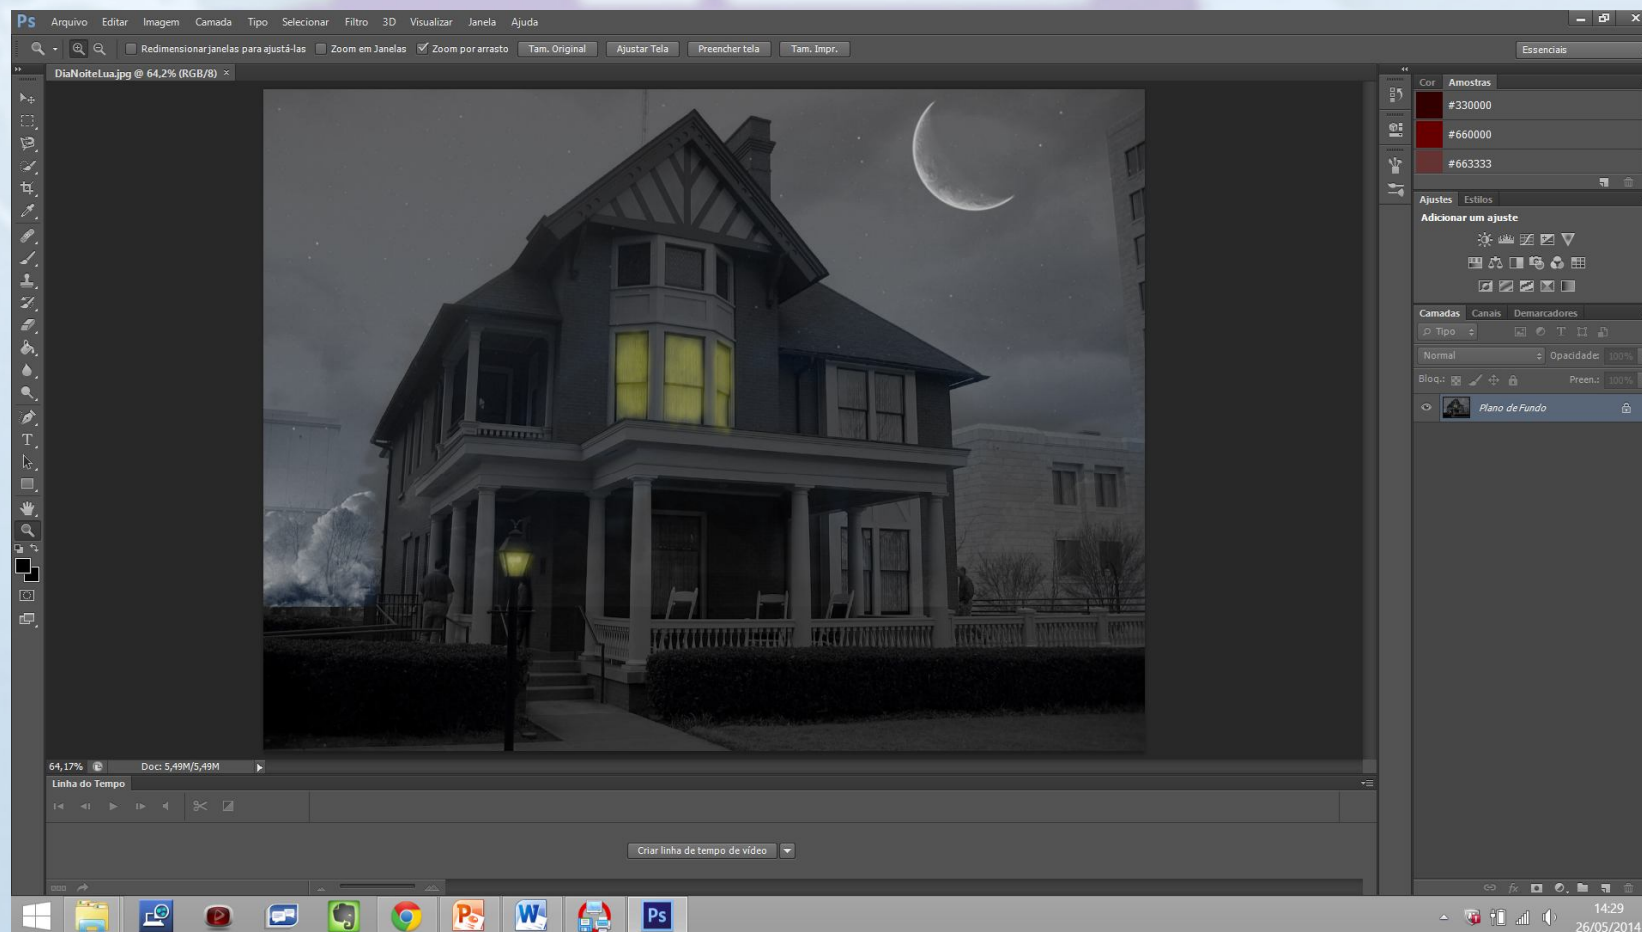 Ps Arquivo Editar Imagem Camada Tipo Selecionar Filtro 3D Visualizar Janela Ajuda
Redimensionar janelas para ajustá-las Zoom em Janelas Zoom por arrasto Tam. Original Ajustar Tela Preencher tela Tam. Impr. Essenciais
DiaNoiteLua.jpg @ 64,2% (RGB/8) ×
Cor Amostras
#330000
#660000
#663333
Ajustes Estilos
Adicionar um ajuste
Camadas Canais Demarcadores
Tipo
Normal Opacidade: 100%
Bloq.: Preen.: 100%
Plano de Fundo
64,17% Doc: 5,49M/5,49M
Linha do Tempo
Criar linha de tempo de vídeo
Ps
14:29
26/05/2014